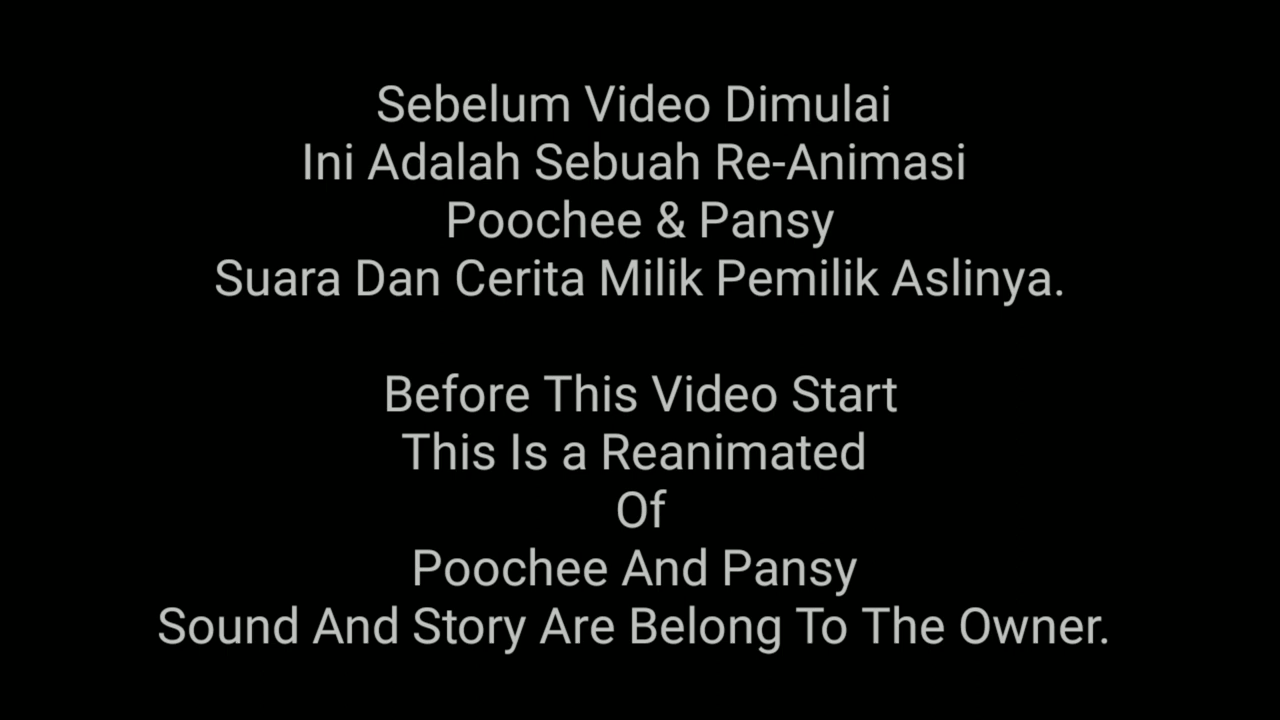 Sebelum Video Dimulai
Ini Adalah Sebuah Re-Animasi
Poochee & Pansy
Suara Dan Cerita Milik Pemilik Aslinya.
Before This Video Start
This Is a Reanimated
Of
Poochee And Pansy
Sound And Story Are Belong To The Owner.